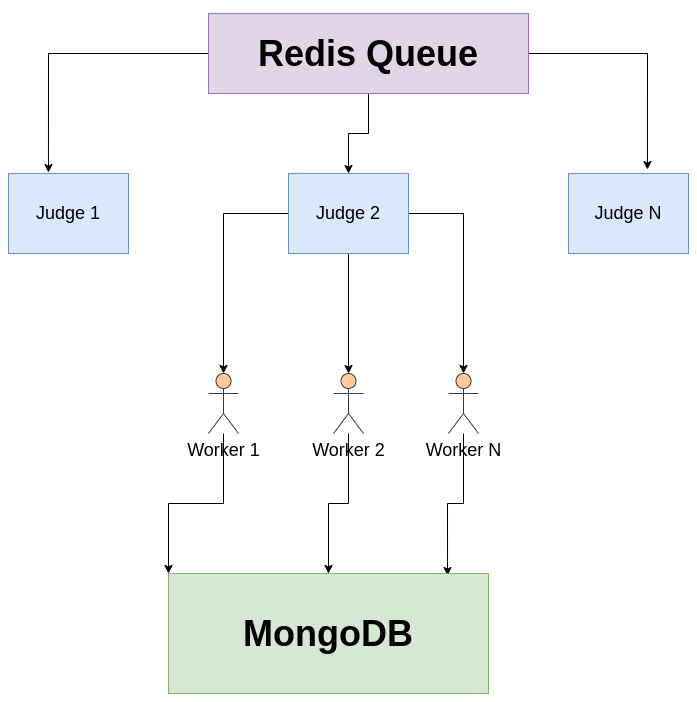 Redis Queue
Judge 1
Judge 2
Judge N
Worker 1
Worker 2
Worker N
MongoDB